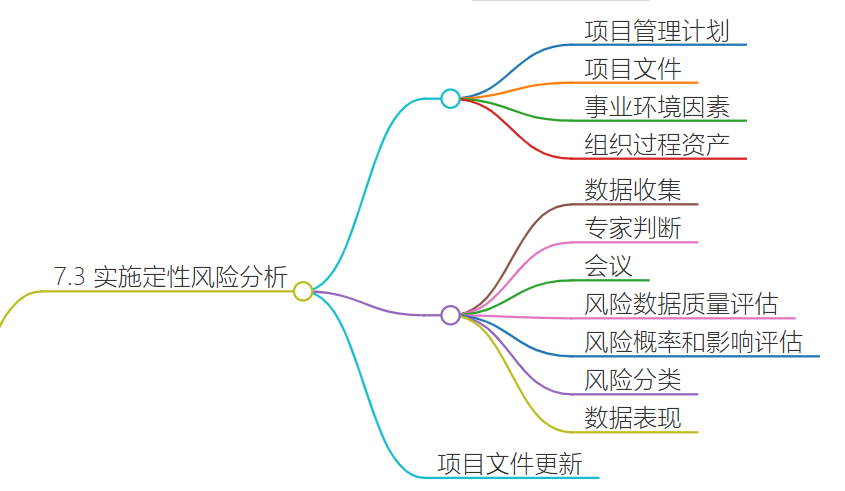 项目管理计划
项目文件
事业环境因素
组织过程资产
数据收集
专家判断
7.3 实施定性风险分析
会议
风险数据质量评估
风险概率和影响评估
风险分类
数据表现
项目文件更新